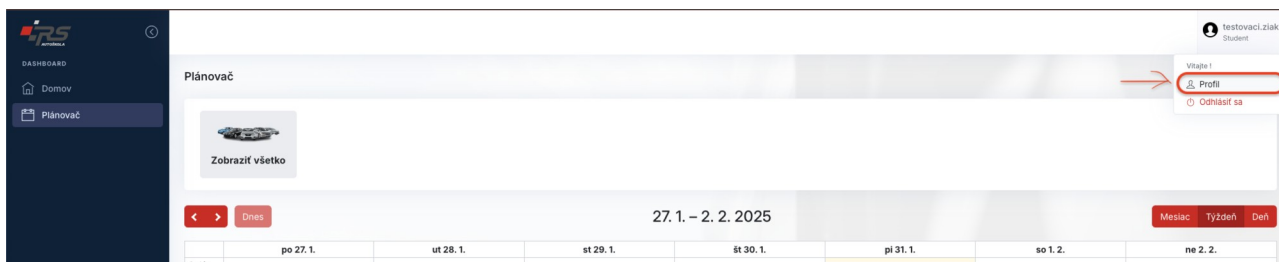 RS
AUTOŠKOLA
testovaci.ziak
Student
DASHBOARD
Domov
Plánovač
Plánovač
Vitajte !
Profil
Odhlásiť sa
Zobraziť všetko
Dnes
27. 1. – 2. 2. 2025
Mesiac Týždeň Deň
po 27. 1. ut 28. 1. st 29. 1. št 30. 1. pi 31. 1. so 1. 2. ne 2. 2.